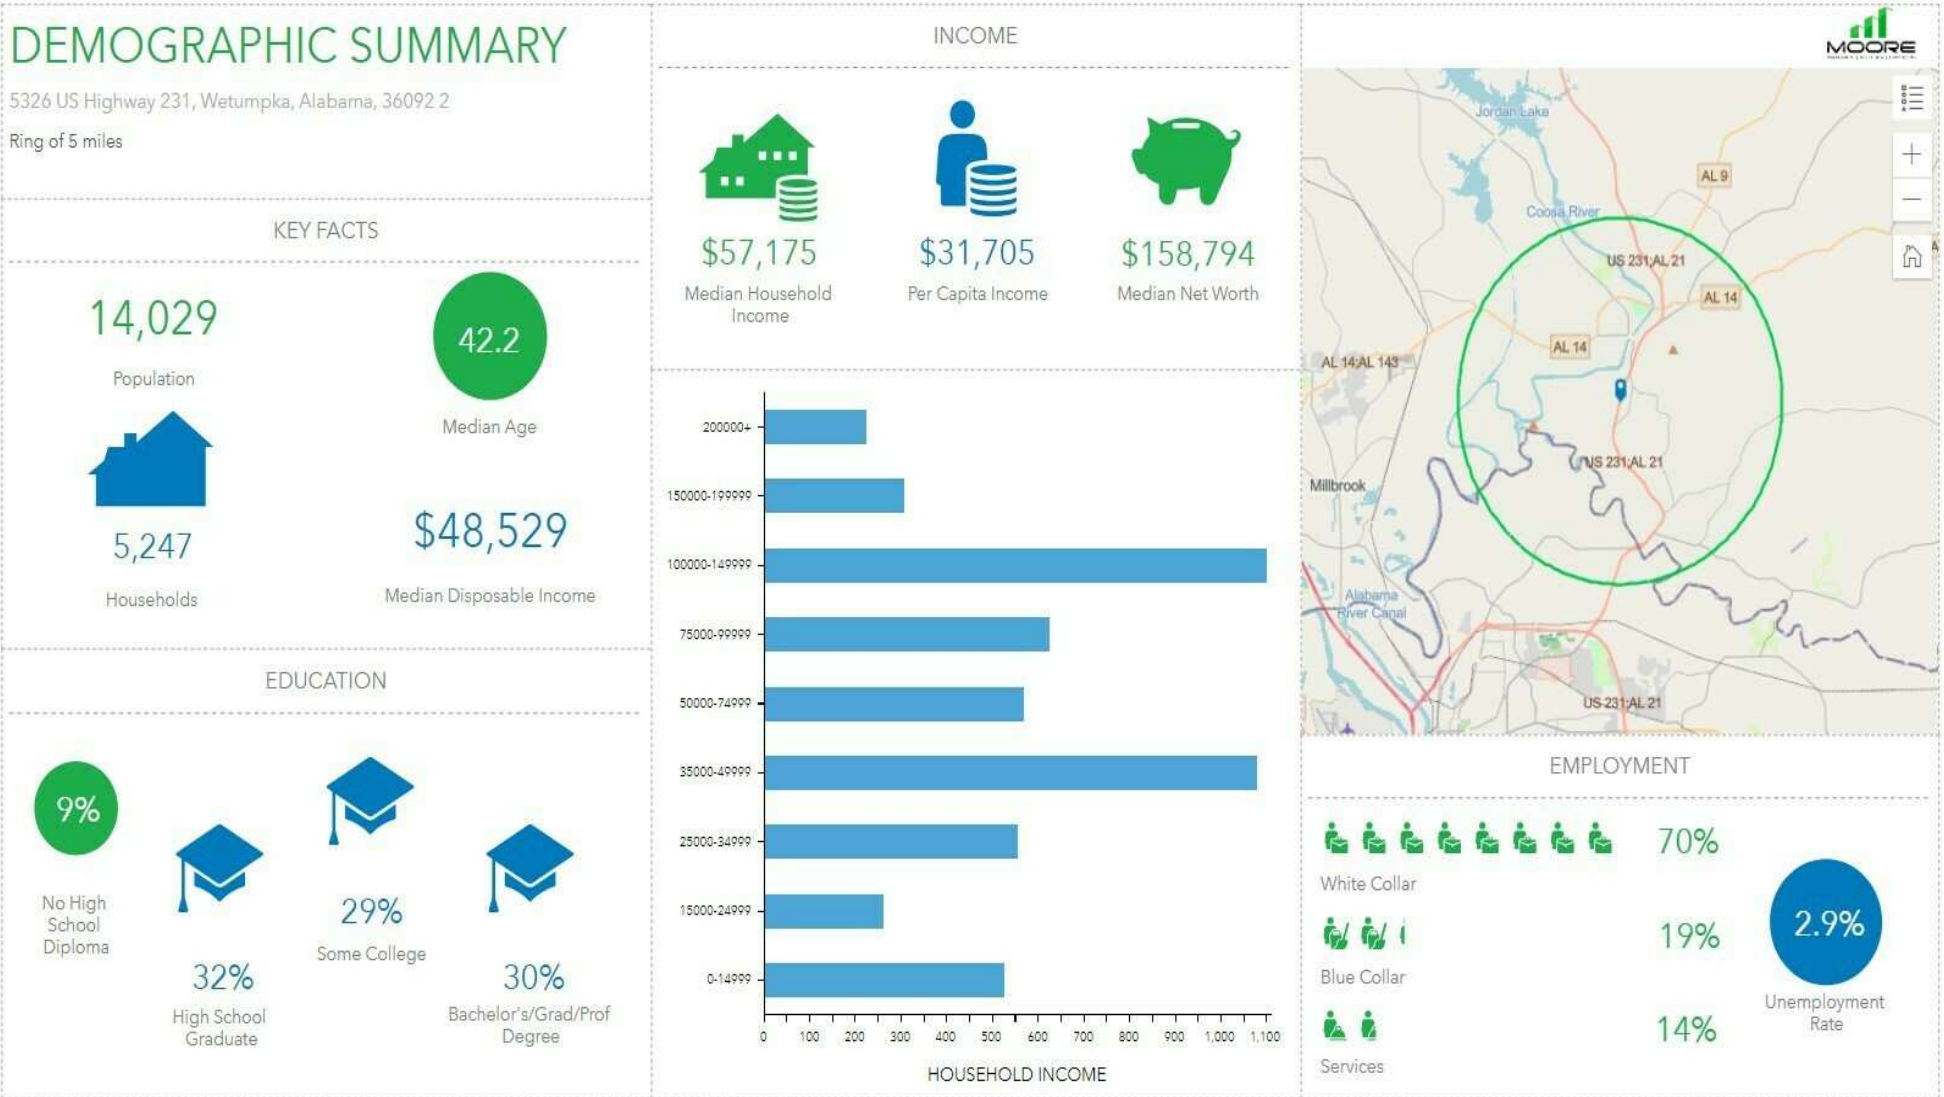 DEMOGRAPHIC SUMMARY
5326 US Highway 231, Wetumpka, Alabama, 36092 2
Ring of 5 miles
KEY FACTS
14,029
Population
42.2
Median Age
5,247
Households
$48,529
Median Disposable Income
EDUCATION
9%
No High
School
Diploma
32%
High School
Graduate
29%
Some College
30%
Bachelor's/Grad/Prof
Degree
INCOME
$57,175
Median Household
Income
$31,705
Per Capita Income
$158,794
Median Net Worth
200000+
150000-199999
100000-149999
75000-99999
50000-74999
35000-49999
25000-34999
15000-24999
0-14999
0 100 200 300 400 500 600 700 800 900 1,000 1,100
HOUSEHOLD INCOME
MOORE
Jordan Lake
AL 9
Coosa River
US 231;AL 21
AL 14
AL 14
AL 14;AL 143
US 231;AL 21
Millbrook
Alabama
River Canal
US 231;AL 21
EMPLOYMENT
70%
White Collar
19%
Blue Collar
14%
Services
2.9%
Unemployment
Rate